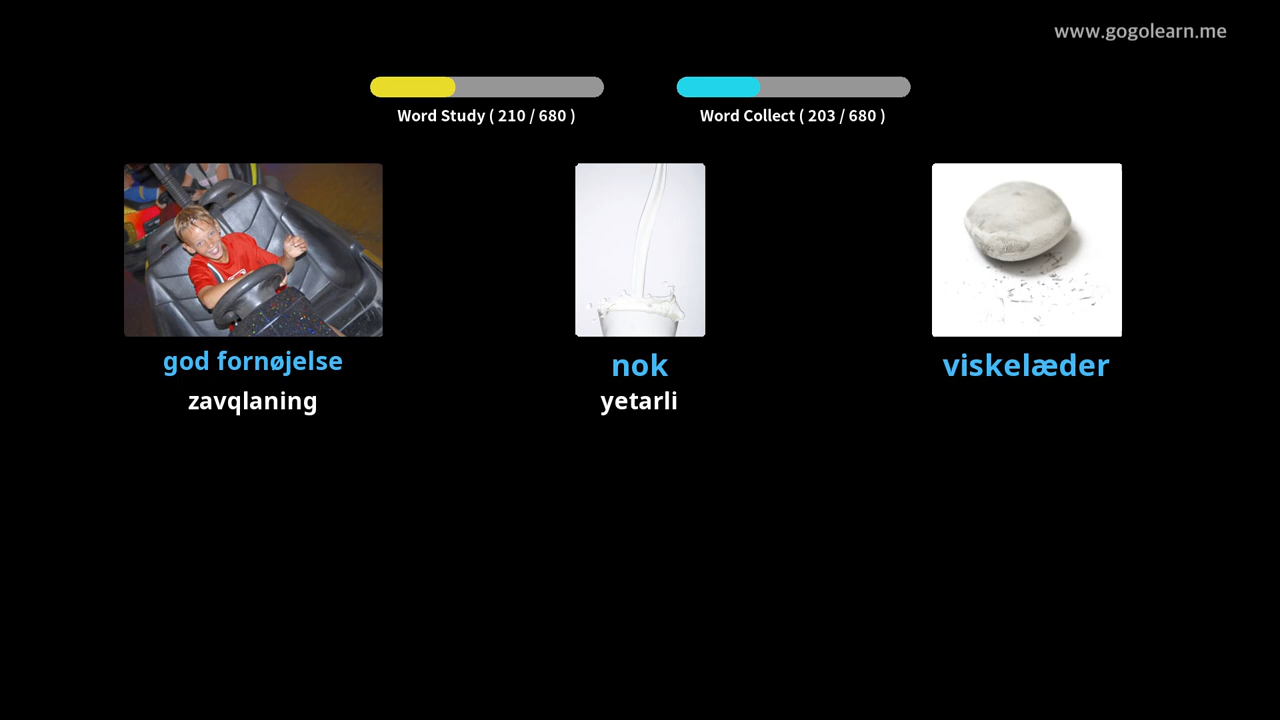 www.gogolearn.me
Word Study ( 210 / 680 )
Word Collect ( 203 / 680 )
god fornøjelse
zavqlaning
nok
yetarli
viskelæder